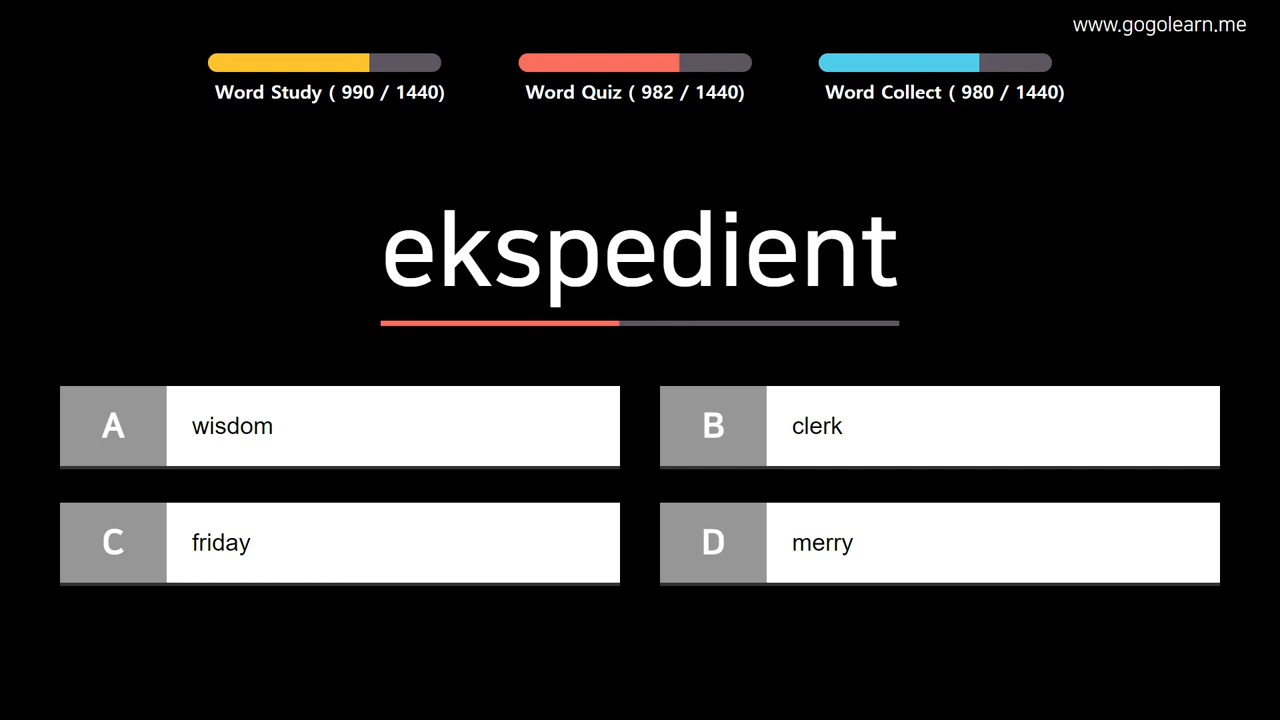 www.gogolearn.me
Word Study ( 990 / 1440)
Word Quiz ( 982 / 1440)
Word Collect ( 980 / 1440)
ekspedient
A wisdom
B clerk
C friday
D merry